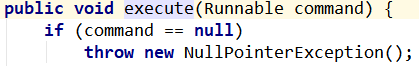 public void execute(Runnable command) {
    if (command == null)
        throw new NullPointerException();